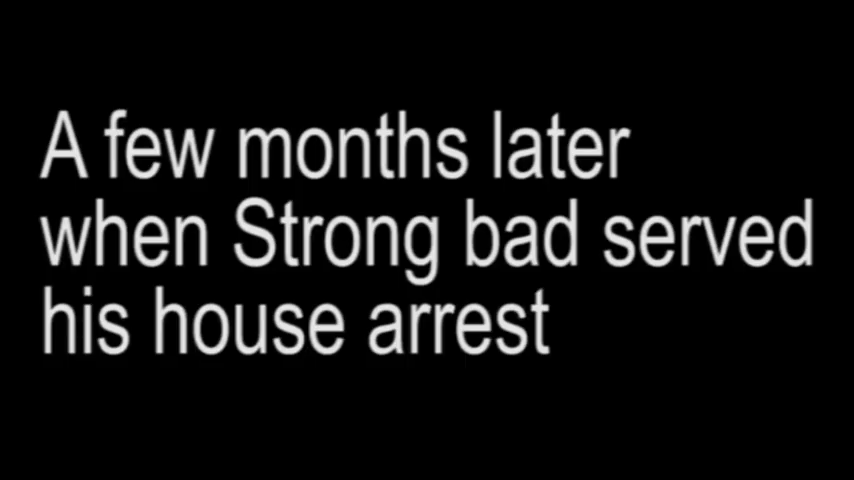 A few months later
when Strong bad served
his house arrest